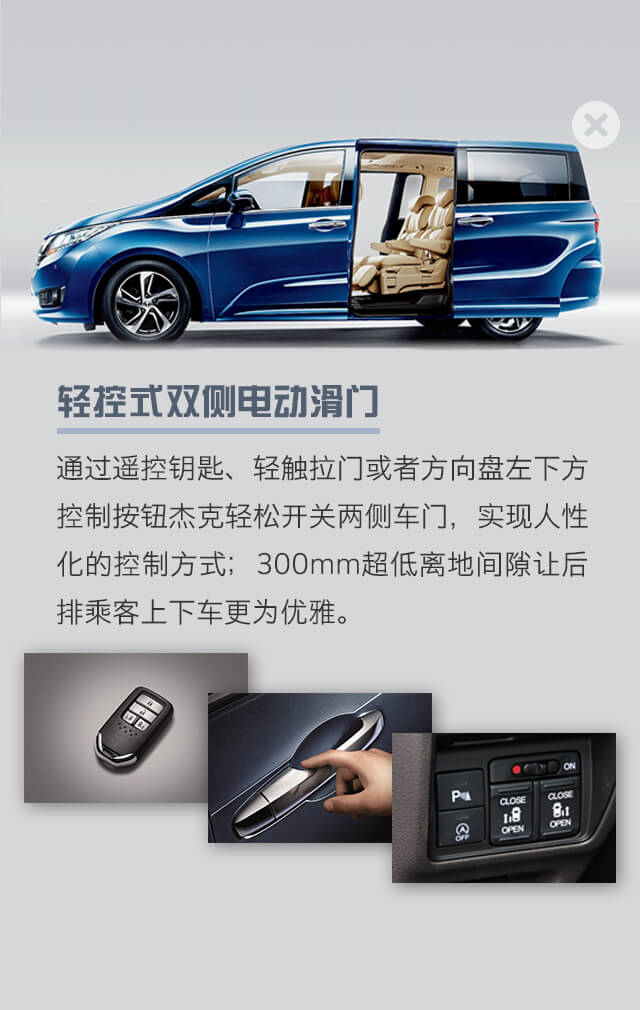 轻控式双侧电动滑门
通过遥控钥匙、轻触拉门或者方向盘左下方
控制按钮杰克轻松开关两侧车门，实现人性
化的控制方式；300mm超低离地间隙让后
排乘客上下车更为优雅。
ON
P
CLOSE
CLOSE
OPEN
OPEN
A
OFF